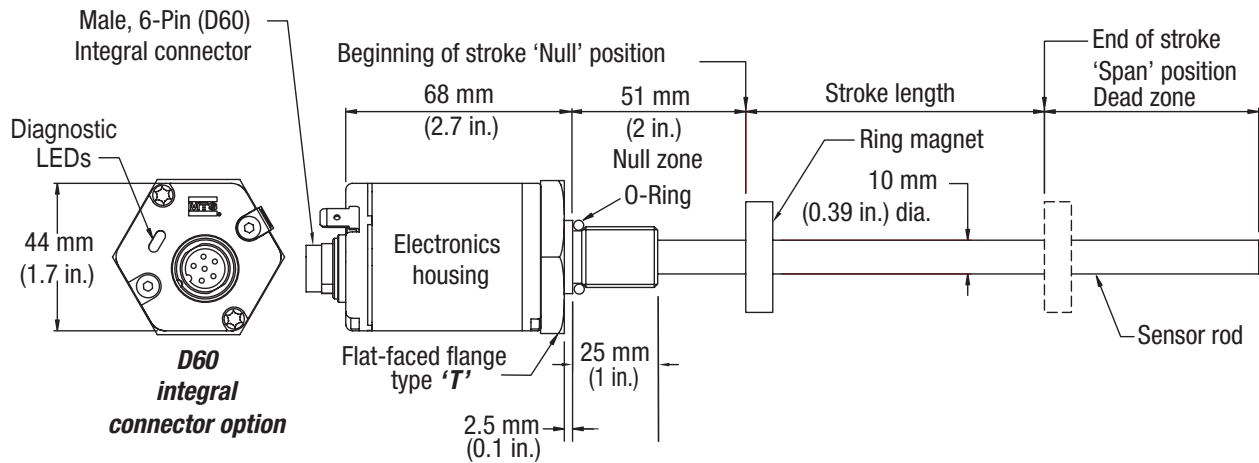 Male, 6-Pin (D60)
Integral connector
Beginning of stroke ‘Null’ position
End of stroke
‘Span’ position
Dead zone
68 mm
(2.7 in.)
51 mm
(2 in.)
Null zone
Stroke length
Diagnostic
LEDs
Ring magnet
O-Ring
10 mm
(0.39 in.) dia.
MTS
44 mm
(1.7 in.)
Electronics
housing
Sensor rod
D60
integral
connector option
Flat-faced flange
type ‘T’
25 mm
(1 in.)
2.5 mm
(0.1 in.)